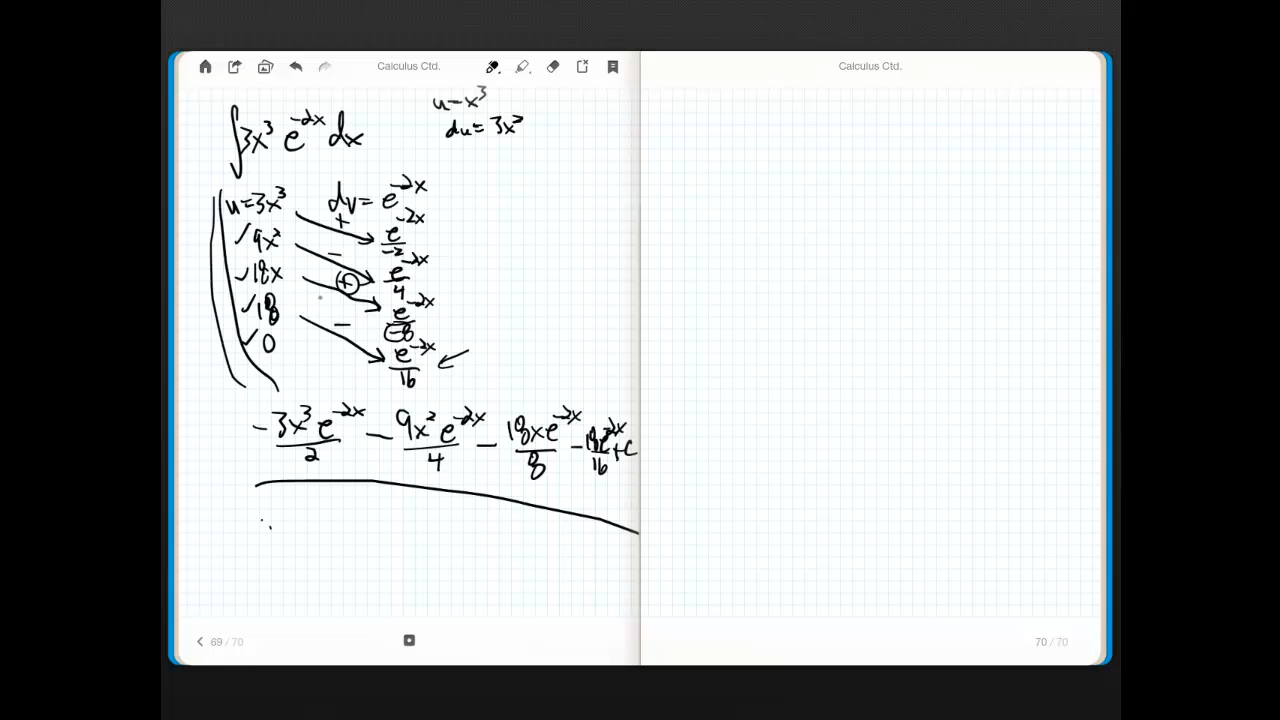 Calculus Ctd.
Calculus Ctd.
u = x³
du = 3x²
∫3x³ e^{-2x} dx
u = 3x³ dv = e^{-2x}
+
✓ 9x² e^{-2x}/-2
−
✓ 18x e^{-2x}/4
+
✓ 18 e^{-2x}/-8
−
✓ 0 e^{-2x}/16
-3x³e^{-2x}/2 - 9x²e^{-2x}/4 - 18xe^{-2x}/8 - 18e^{-2x}/16 + C
69 / 70
70 / 70